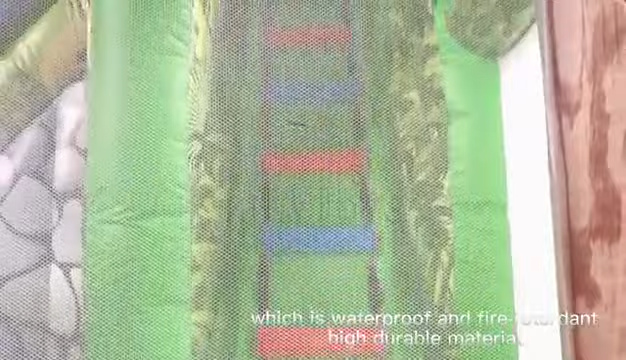 which is waterproof and fire-retardant
high durable material